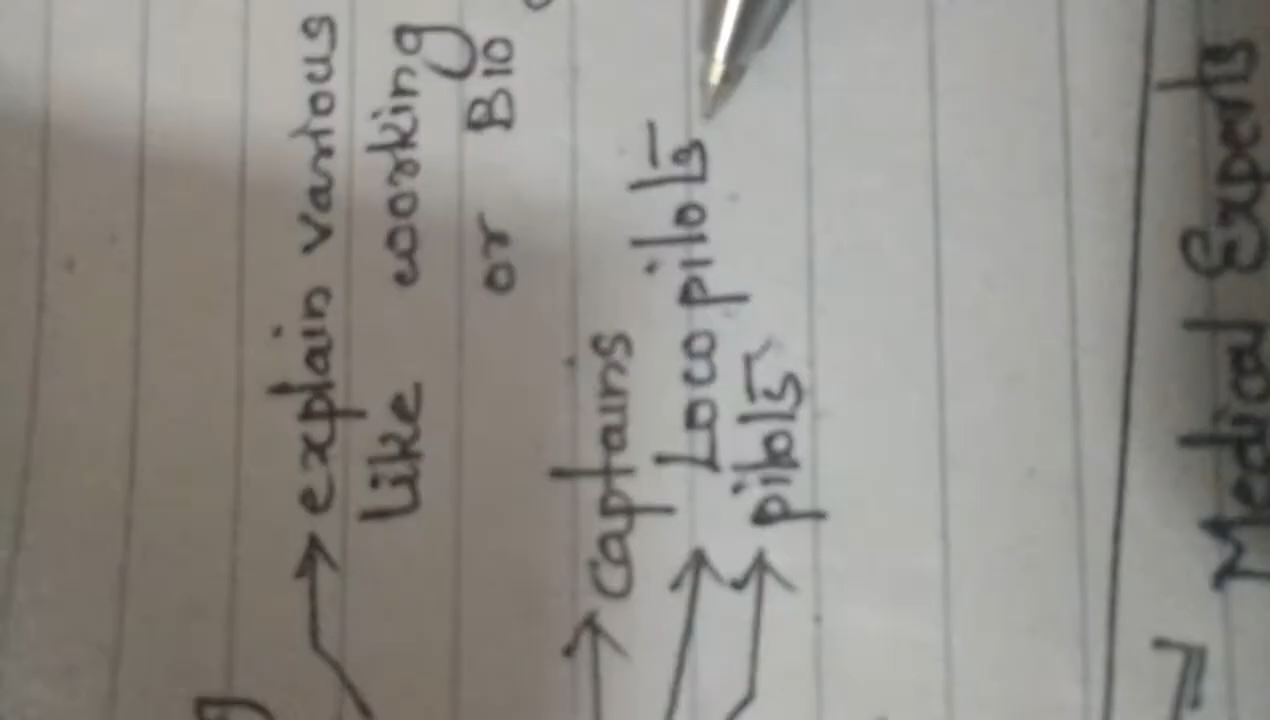 explain various
like working
or Bio
captains
Loco pilots
pilots
Medical Experts